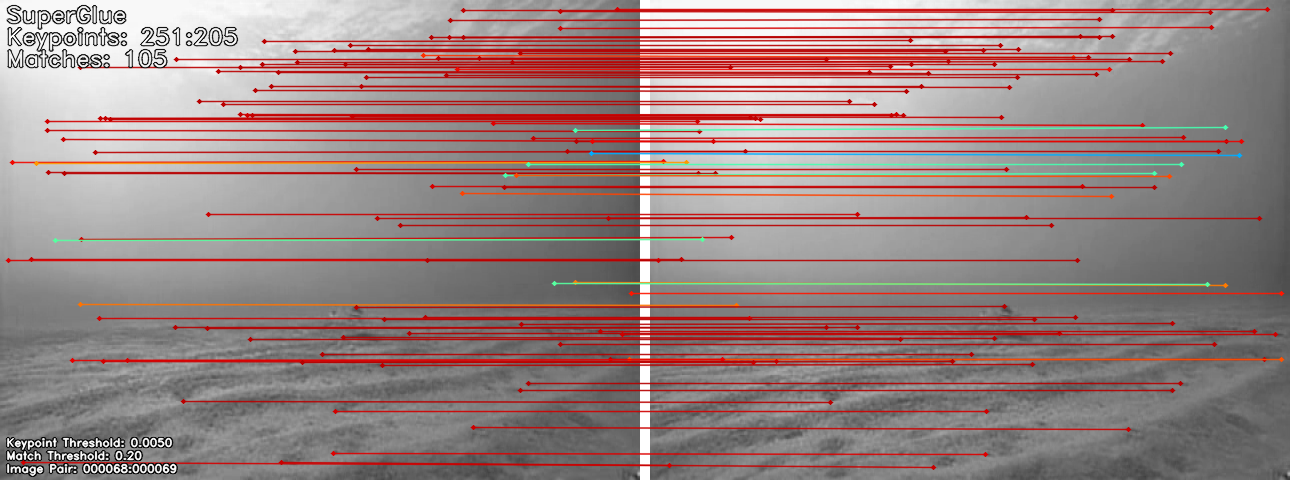 SuperGlue
Keypoints: 251:205
Matches: 105
Keypoint Threshold: 0.0050
Match Threshold: 0.20
Image Pair: 000068:000069